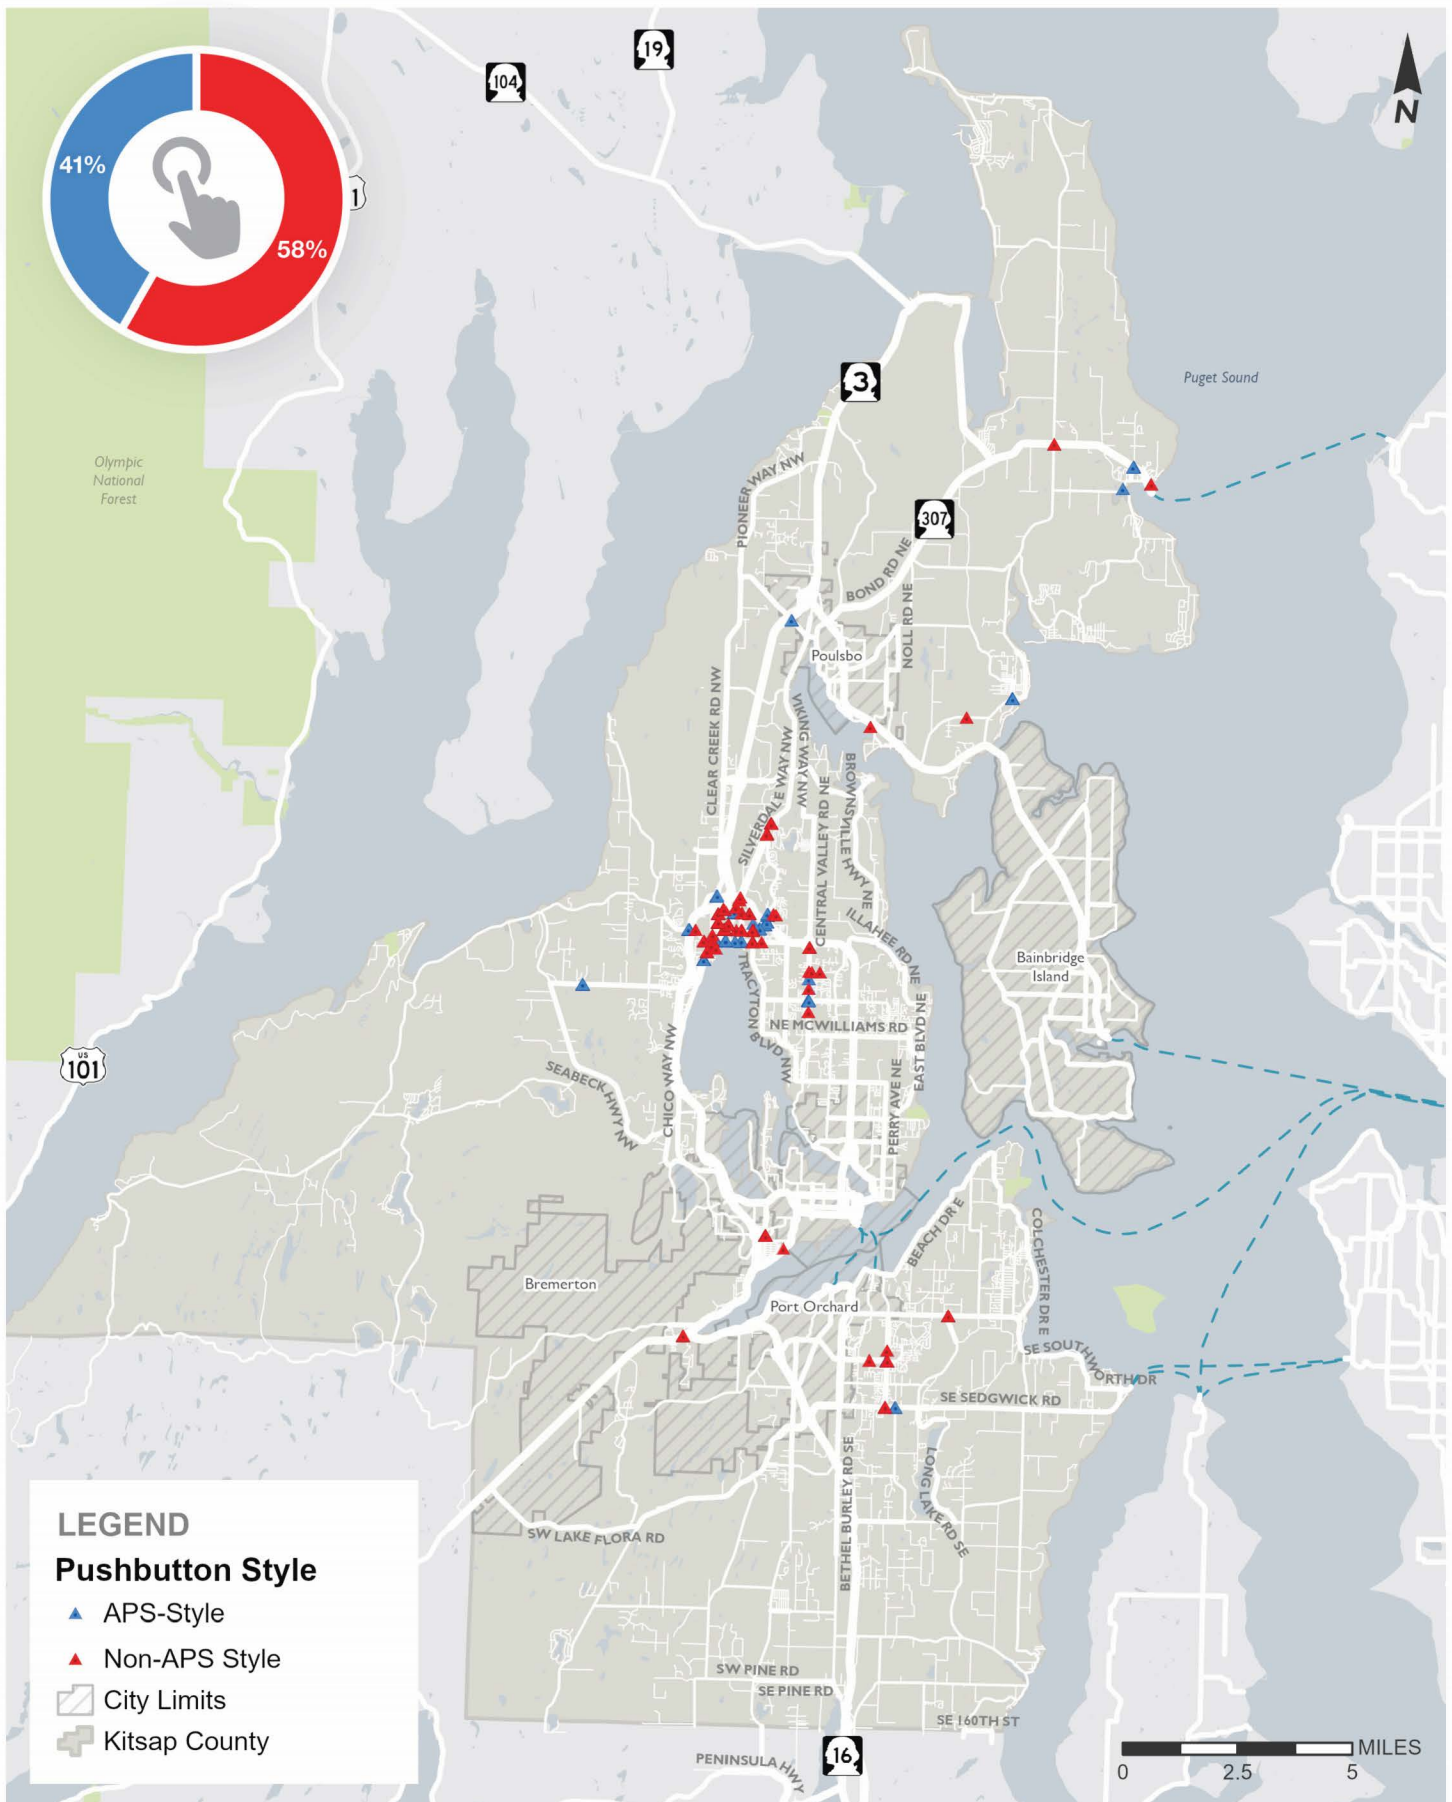 19
104
41%
1
58%
N
3
Puget Sound
Olympic
National
Forest
PIONEER WAY NW
307
BOND RD NE
NOLL RD NE
Poulsbo
CLEAR CREEK RD NW
VIKING WAY NW
SILVERDALE WAY NW
BROWNSVILLE HWY NE
CENTRAL VALLEY RD NE
ILLAHEE RD NE
Bainbridge
Island
TRACYTON BLVD NW
NE MCWILLIAMS RD
EAST BLVD NE
US
101
SEABECK HWY NW
CHICO WAY NW
PERRY AVE NE
BEACH DR E
COLCHESTER DR E
Bremerton
Port Orchard
SE SOUTHWORTH DR
SE SEDGWICK RD
BETHEL BURLEY RD SE
LONG LAKE RD SE
SW LAKE FLORA RD
LEGEND
Pushbutton Style
APS-Style
Non-APS Style
City Limits
Kitsap County
SW PINE RD
SE PINE RD
SE 160TH ST
PENINSULA HWY
16
MILES
0 2.5 5